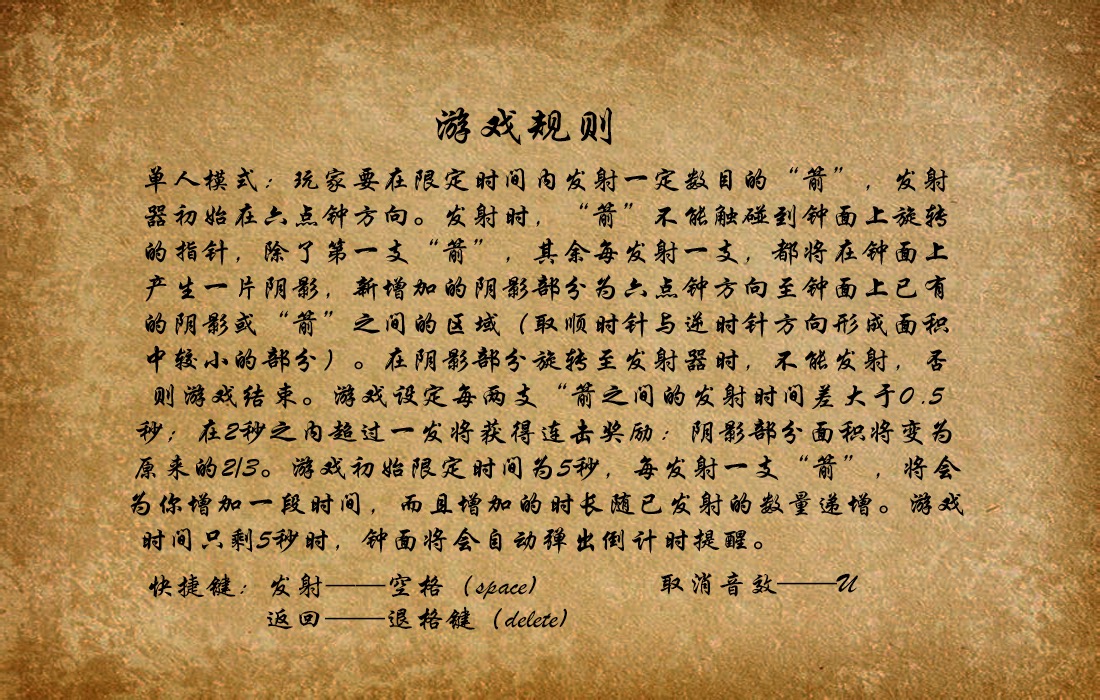 游戏规则
单人模式：玩家要在限定时间内发射一定数目的“箭”，发射
器初始在六点钟方向。发射时，“箭”不能触碰到钟面上旋转
的指针，除了第一支“箭”，其余每发射一支，都将在钟面上
产生一片阴影，新增加的阴影部分为六点钟方向至钟面上已有
的阴影或“箭”之间的区域（取顺时针与逆时针方向形成面积
中较小的部分）。在阴影部分旋转至发射器时，不能发射，否
则游戏结束。游戏设定每两支“箭之间的发射时间差大于0.5
秒；在2秒之内超过一发将获得连击奖励：阴影部分面积将变为
原来的2/3。游戏初始限定时间为5秒，每发射一支“箭”，将会
为你增加一段时间，而且增加的时长随已发射的数量递增。游戏
时间只剩5秒时，钟面将会自动弹出倒计时提醒。
快捷键：发射——空格（space） 取消音效——U
返回——退格键（delete）